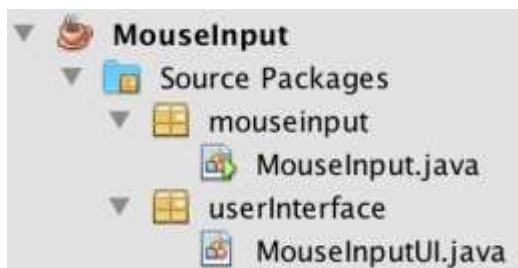 MouseInput
Source Packages
mouseinput
MouseInput.java
userInterface
MouseInputUI.java